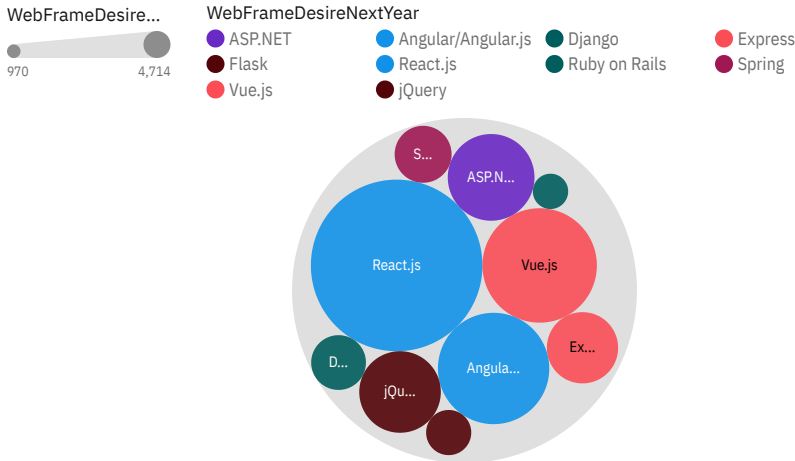 WebFrameDesire...
970
4,714
WebFrameDesireNextYear
ASP.NET
Angular/Angular.js
Django
Express
Flask
React.js
Ruby on Rails
Spring
Vue.js
jQuery
S...
ASP.N...
React.js
Vue.js
Ex...
D...
Angula...
jQu...